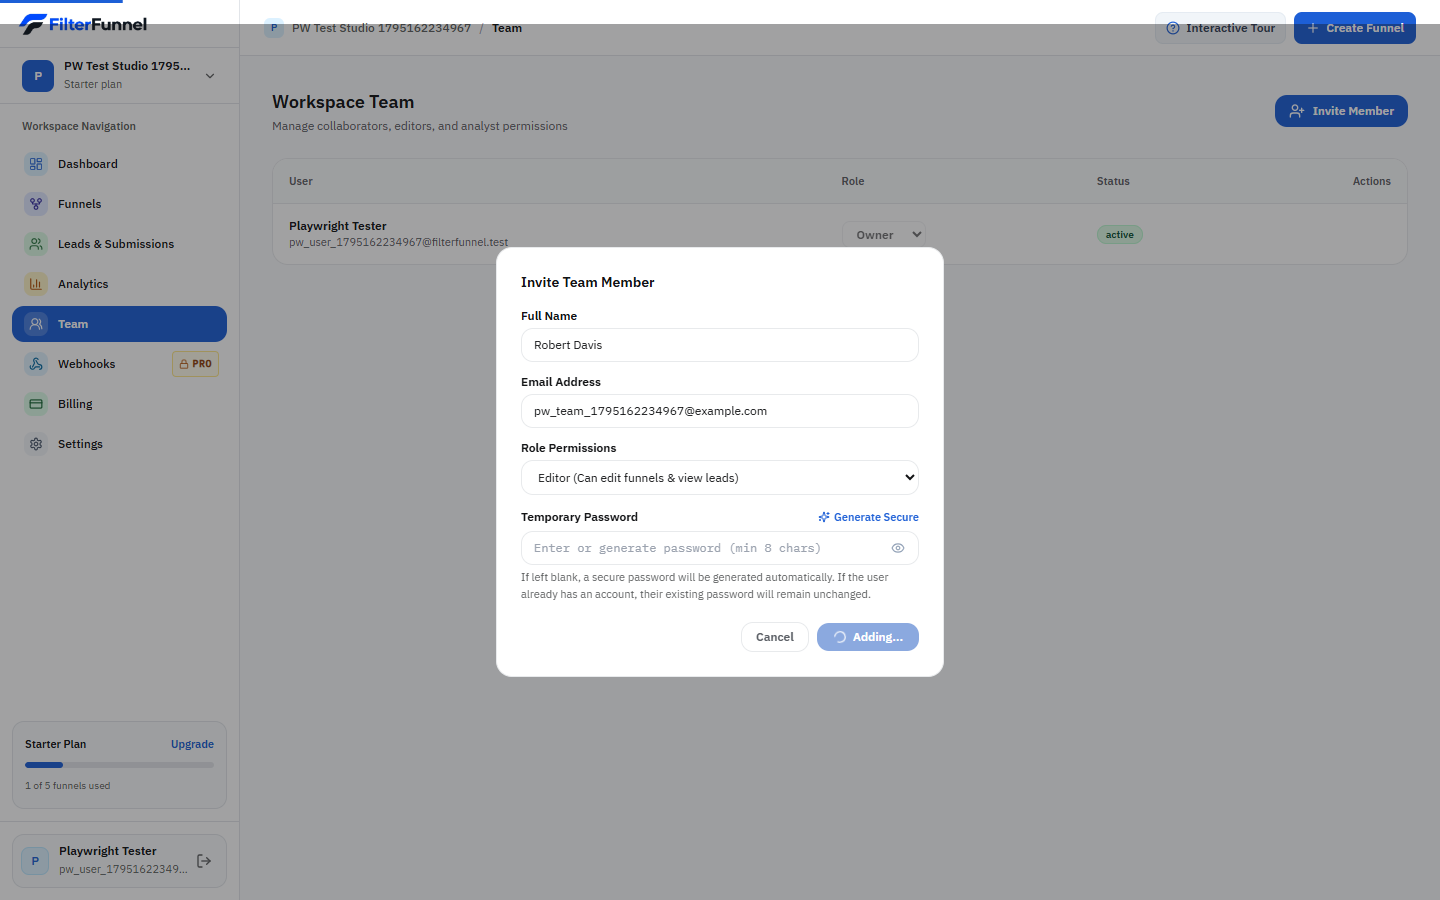 FilterFunnel
P
PW Test Studio 1795...
Starter plan
Workspace Navigation
Dashboard
Funnels
Leads & Submissions
Analytics
Team
Webhooks
PRO
Billing
Settings
Starter Plan
Upgrade
1 of 5 funnels used
P
Playwright Tester
pw_user_17951622349...
P
PW Test Studio 1795162234967 / Team
Interactive Tour
Create Funnel
Workspace Team
Manage collaborators, editors, and analyst permissions
Invite Member
User Role Status Actions
Playwright Tester
pw_user_1795162234967@filterfunnel.test
Owner
active
Invite Team Member
Full Name
Robert Davis
Email Address
pw_team_1795162234967@example.com
Role Permissions
Editor (Can edit funnels & view leads)
Temporary Password
Generate Secure
Enter or generate password (min 8 chars)
If left blank, a secure password will be generated automatically. If the user
already has an account, their existing password will remain unchanged.
Cancel
Adding...